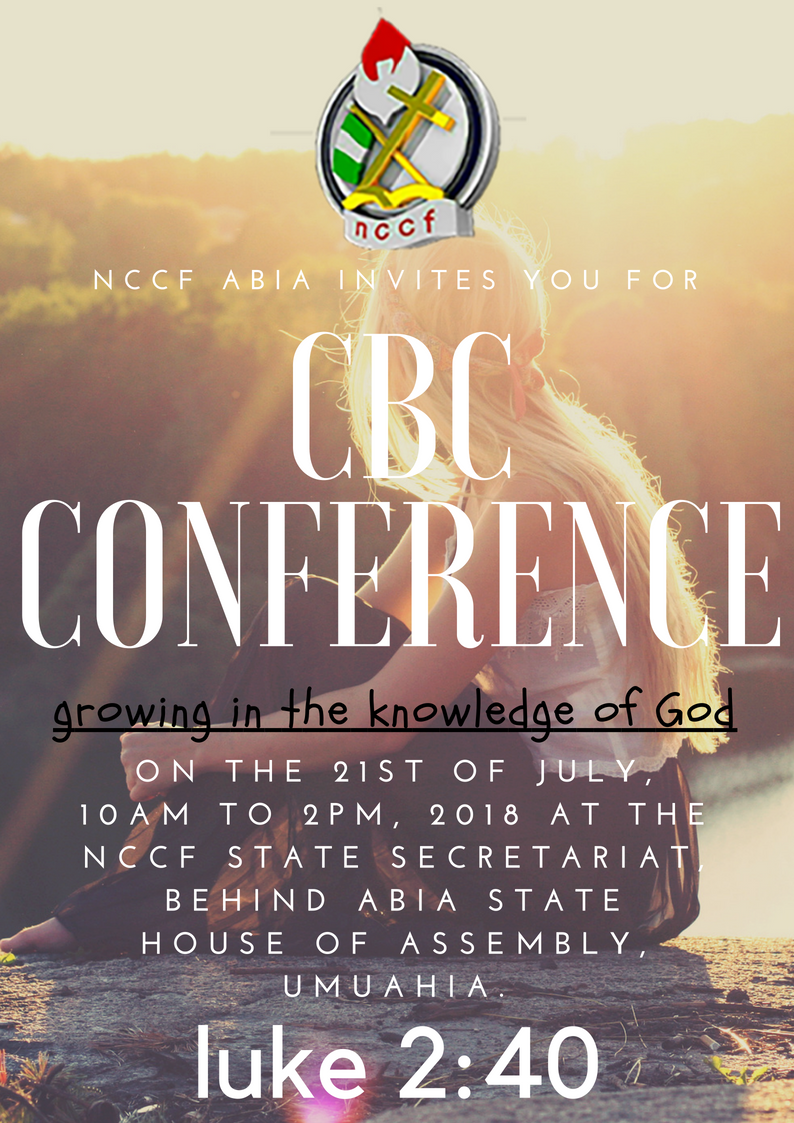 nccf
NCCF ABIA INVITES YOU FOR
CBC
CONFERENCE
growing in the knowledge of God
ON THE 21ST OF JULY,
10AM TO 2PM, 2018 AT THE
NCCF STATE SECRETARIAT,
BEHIND ABIA STATE
HOUSE OF ASSEMBLY,
UMUAHIA.
luke 2:40